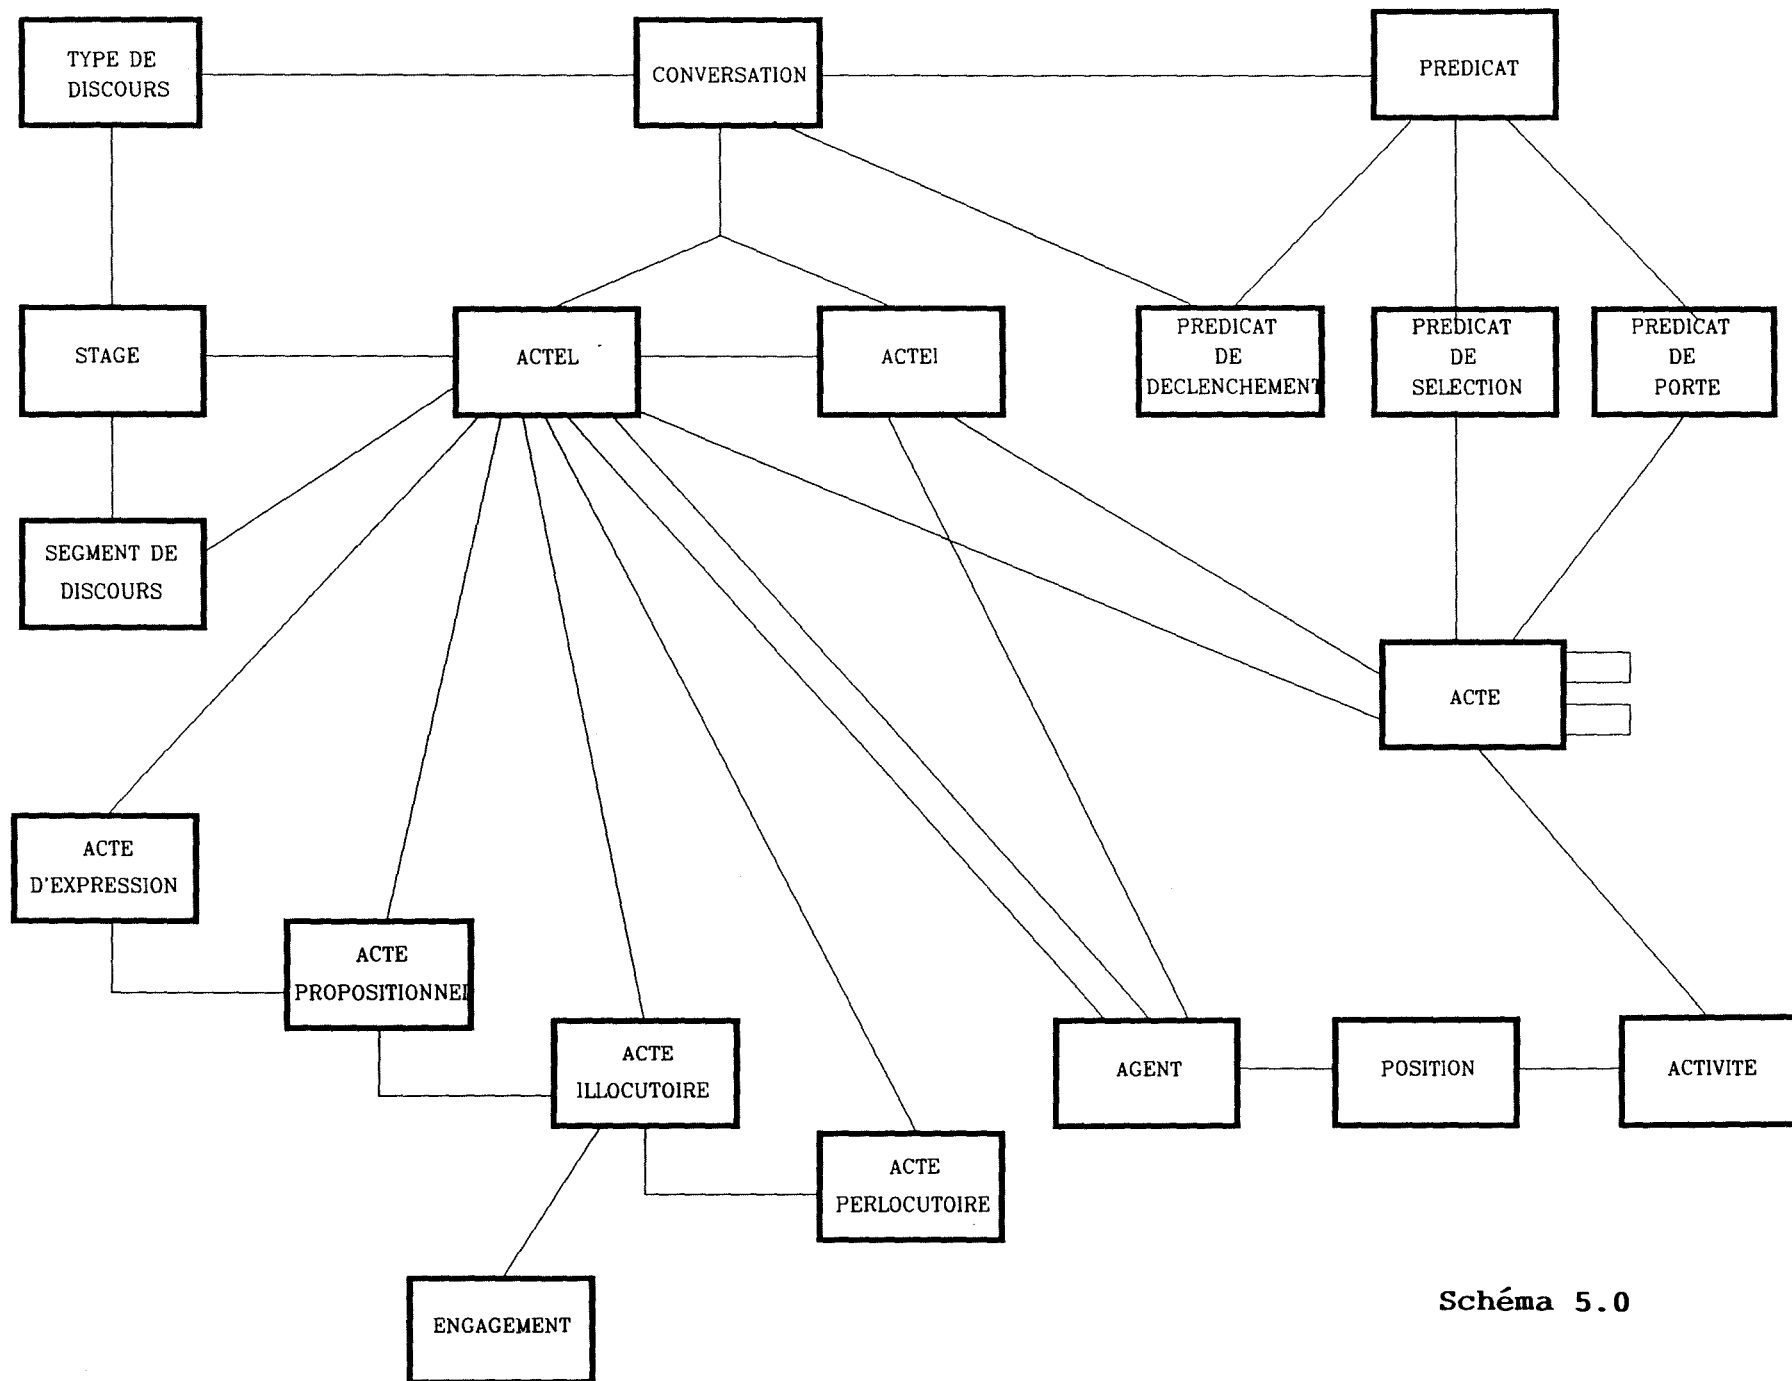 TYPE DE
DISCOURS
CONVERSATION
PREDICAT
STAGE
ACTEL
ACTEI
PREDICAT
DE
DECLENCHEMENT
PREDICAT
DE
SELECTION
PREDICAT
DE
PORTE
SEGMENT DE
DISCOURS
ACTE
ACTE
D'EXPRESSION
ACTE
PROPOSITIONNEL
ACTE
ILLOCUTOIRE
AGENT
POSITION
ACTIVITE
ACTE
PERLOCUTOIRE
ENGAGEMENT
Schéma 5.0